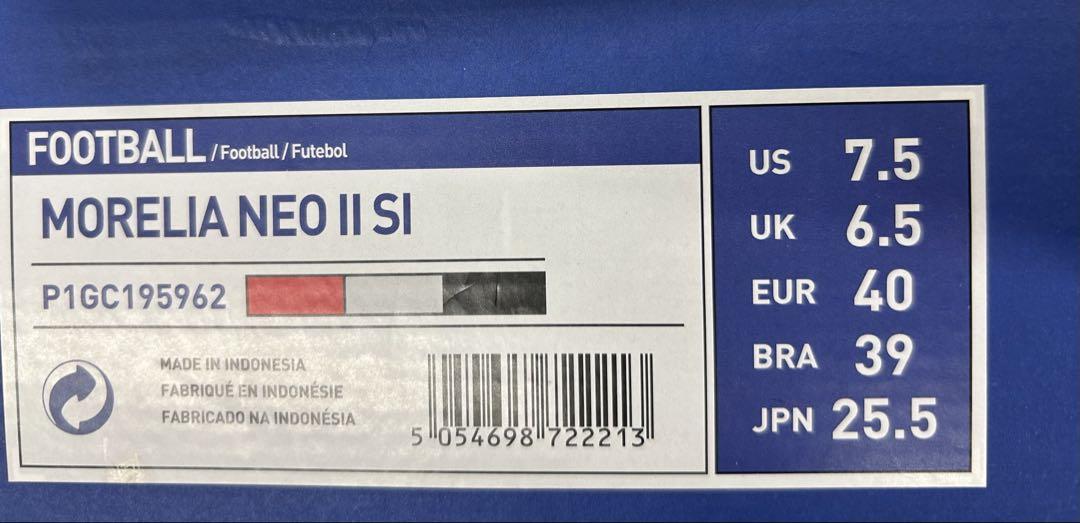 FOOTBALL /Football/Futebol
MORELIA NEO II SI
P1GC195962
MADE IN INDONESIA
FABRIQUÉ EN INDONÉSIE
FABRICADO NA INDONÉSIA
5 054698 722213
US 7.5
UK 6.5
EUR 40
BRA 39
JPN 25.5